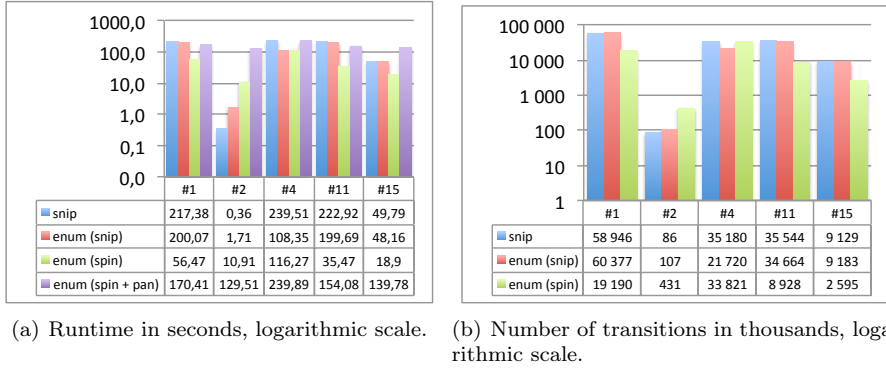 1000,0
100,0
10,0
1,0
0,1
0,0
#1 #2 #4 #11 #15
snip 217,38 0,36 239,51 222,92 49,79
enum (snip) 200,07 1,71 108,35 199,69 48,16
enum (spin) 56,47 10,91 116,27 35,47 18,9
enum (spin + pan) 170,41 129,51 239,89 154,08 139,78
(a) Runtime in seconds, logarithmic scale.
100 000
10 000
1 000
100
10
1
#1 #2 #4 #11 #15
snip 58 946 86 35 180 35 544 9 129
enum (snip) 60 377 107 21 720 34 664 9 183
enum (spin) 19 190 431 33 821 8 928 2 595
(b) Number of transitions in thousands, loga
rithmic scale.